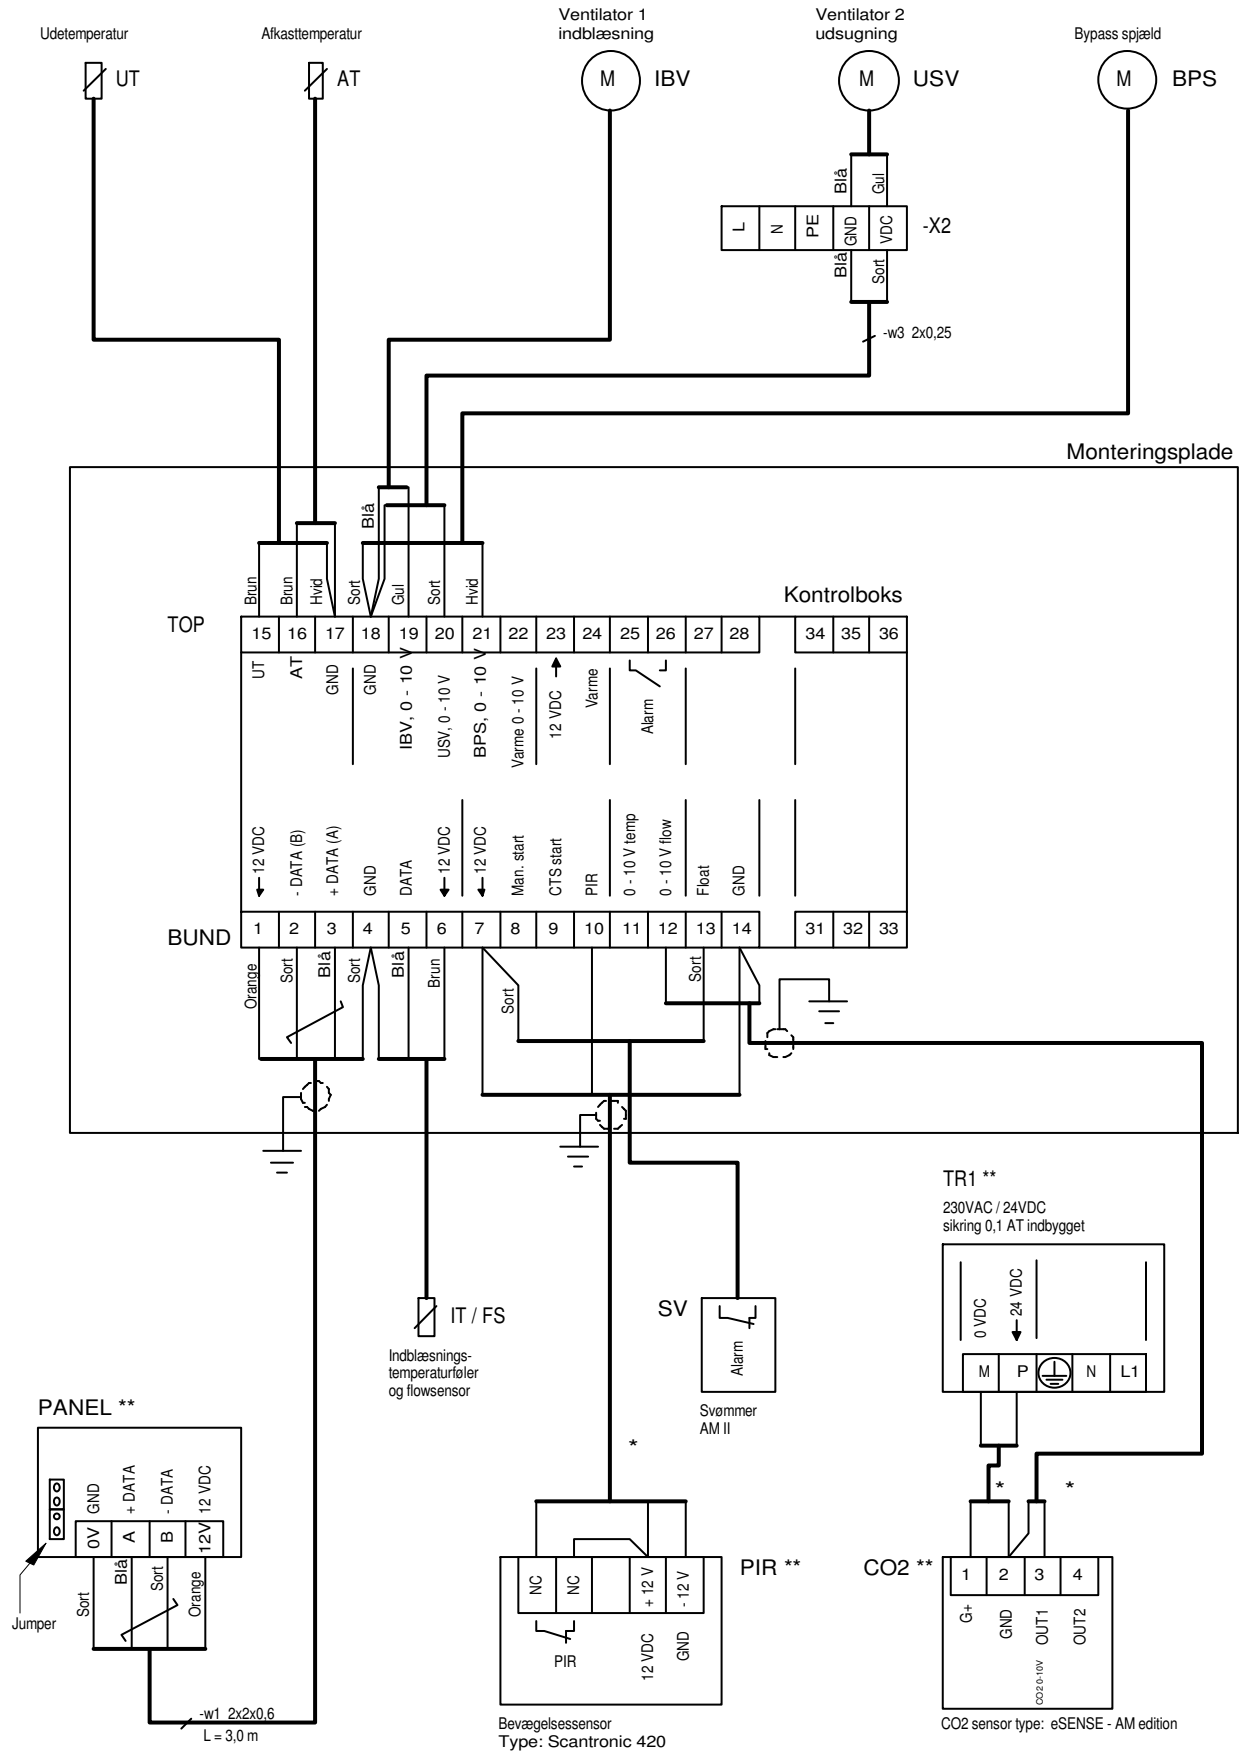 Udetemperatur
Afkasttemperatur
Ventilator 1
indblæsning
Ventilator 2
udsugning
Bypass spjæld
UT
AT
M
IBV
M
USV
M
BPS
Blå
Gul
L
N
PE
GND
VDC
-X2
Blå
Sort
-w3 2x0,25
Monteringsplade
Blå
Brun
Brun
Hvid
Sort
Gul
Sort
Hvid
Kontrolboks
TOP
15
16
17
18
19
20
21
22
23
24
25
26
27
28
34
35
36
UT
AT
GND
GND
IBV, 0 - 10 V
USV, 0 - 10 V
BPS, 0 - 10 V
Varme 0 - 10 V
12 VDC
Varme
Alarm
12 VDC
- DATA (B)
+ DATA (A)
GND
DATA
12 VDC
12 VDC
Man. start
CTS start
PIR
0 - 10 V temp
0 - 10 V flow
Float
GND
BUND
1
2
3
4
5
6
7
8
9
10
11
12
13
14
31
32
33
Orange
Sort
Blå
Sort
Blå
Brun
Sort
Sort
TR1 **
230VAC / 24VDC
sikring 0,1 AT indbygget
0 VDC
24 VDC
M
P
N
L1
IT / FS
Indblæsnings-
temperaturføler
og flowsensor
SV
Alarm
Svømmer
AM II
PANEL **
GND
+ DATA
- DATA
12 VDC
0V
A
B
12V
Jumper
Sort
Blå
Sort
Orange
-w1 2x2x0,6
L = 3,0 m
*
NC
NC
+ 12 V
- 12 V
PIR **
PIR
12 VDC
GND
Bevægelsessensor
Type: Scantronic 420
*
*
CO2 **
1
2
3
4
G+
GND
OUT1
OUT2
CO2 0-10V
CO2 sensor type: eSENSE - AM edition